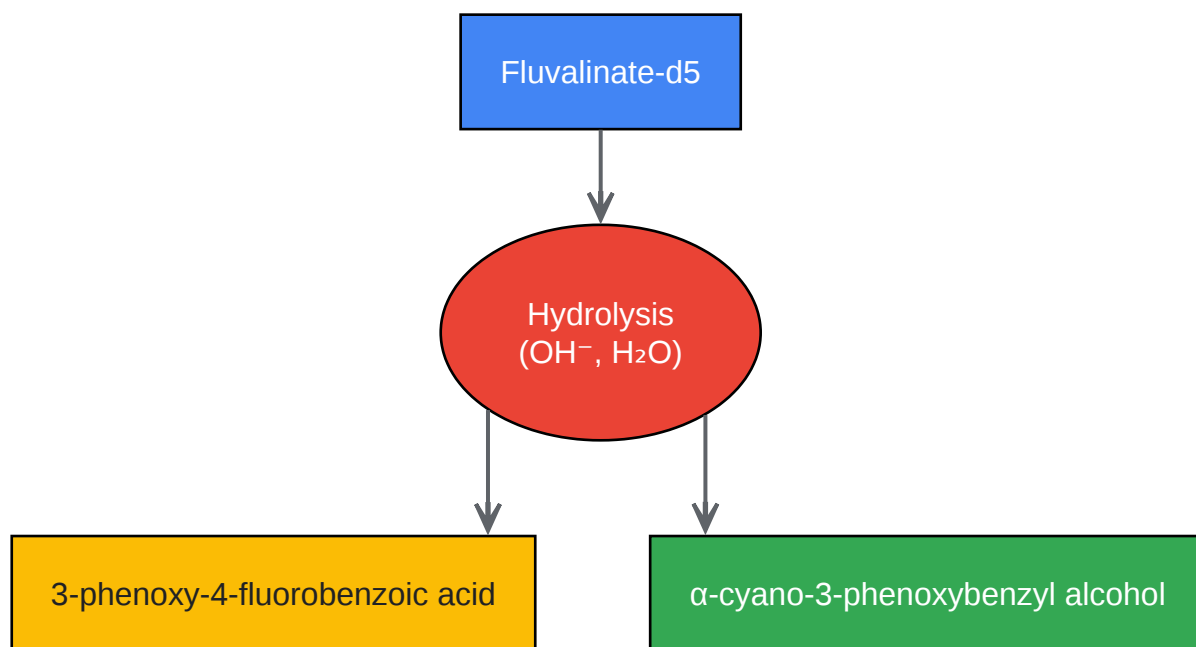 Fluvalinate-d5
Hydrolysis
(OH⁻, H₂O)
3-phenoxy-4-fluorobenzoic acid
α-cyano-3-phenoxybenzyl alcohol